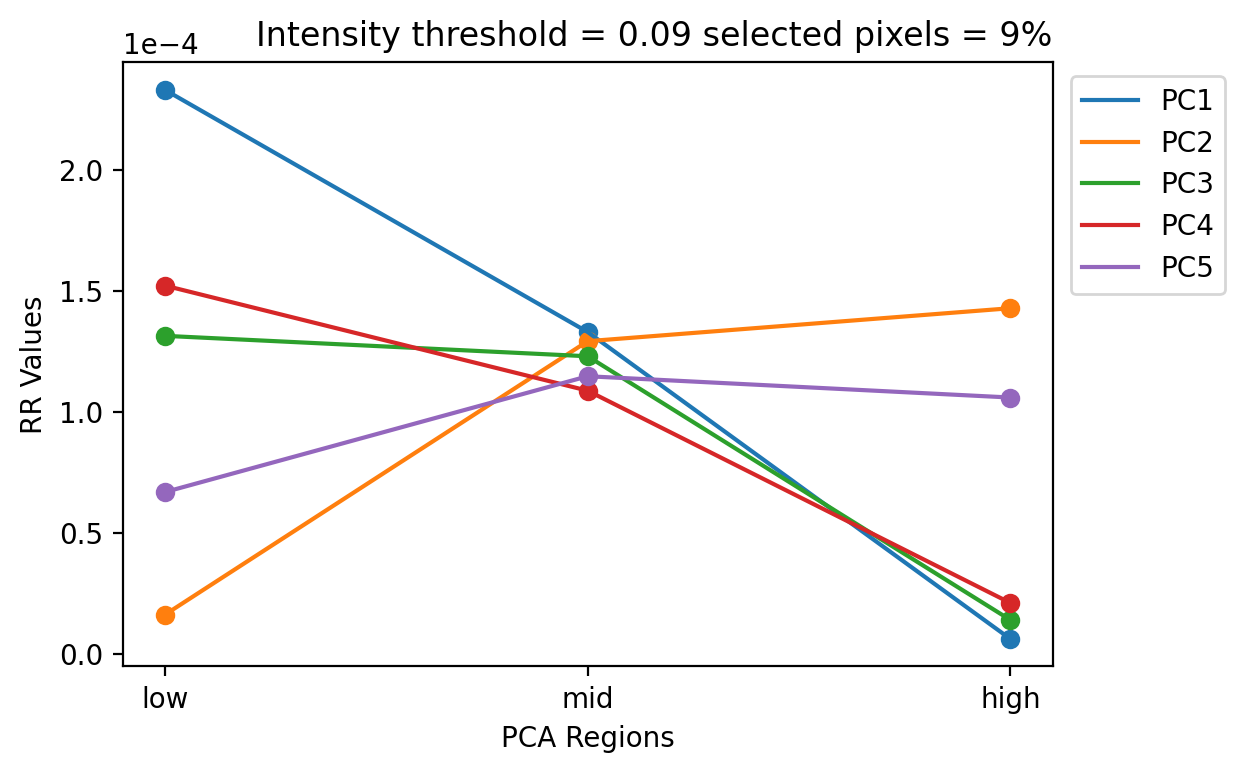 Intensity threshold = 0.09 selected pixels = 9%
1e−4
2.0
1.5
1.0
0.5
0.0
RR Values
low
mid
high
PCA Regions
PC1
PC2
PC3
PC4
PC5